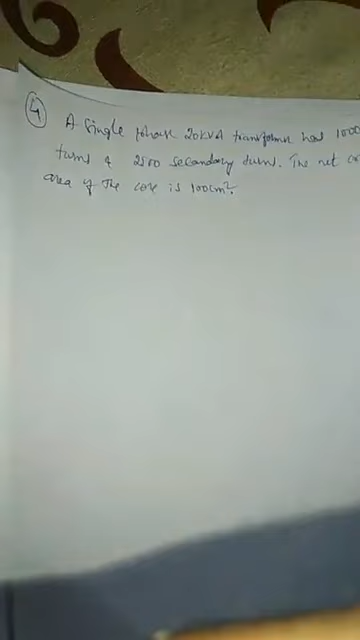 4 A Single phase 20KVA transformer has 1000
turns & 2500 secondary turns. The net cr
area of the core is 100cm².